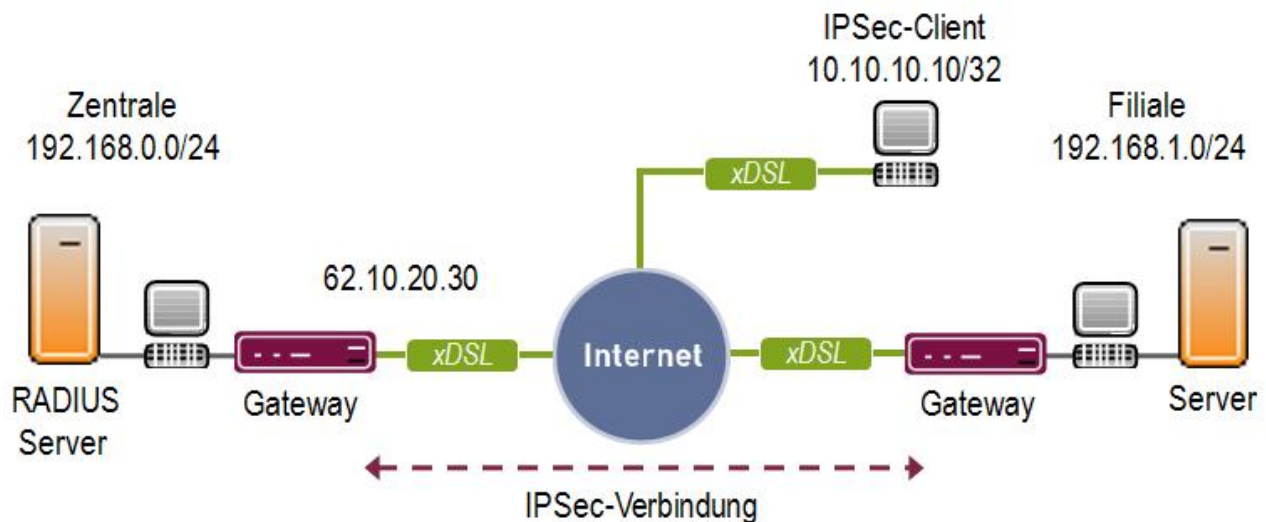 IPSec-Client
10.10.10.10/32
Zentrale
192.168.0.0/24
Filiale
192.168.1.0/24
xDSL
62.10.20.30
xDSL
Internet
xDSL
RADIUS
Server
Gateway
Gateway
Server
IPSec-Verbindung